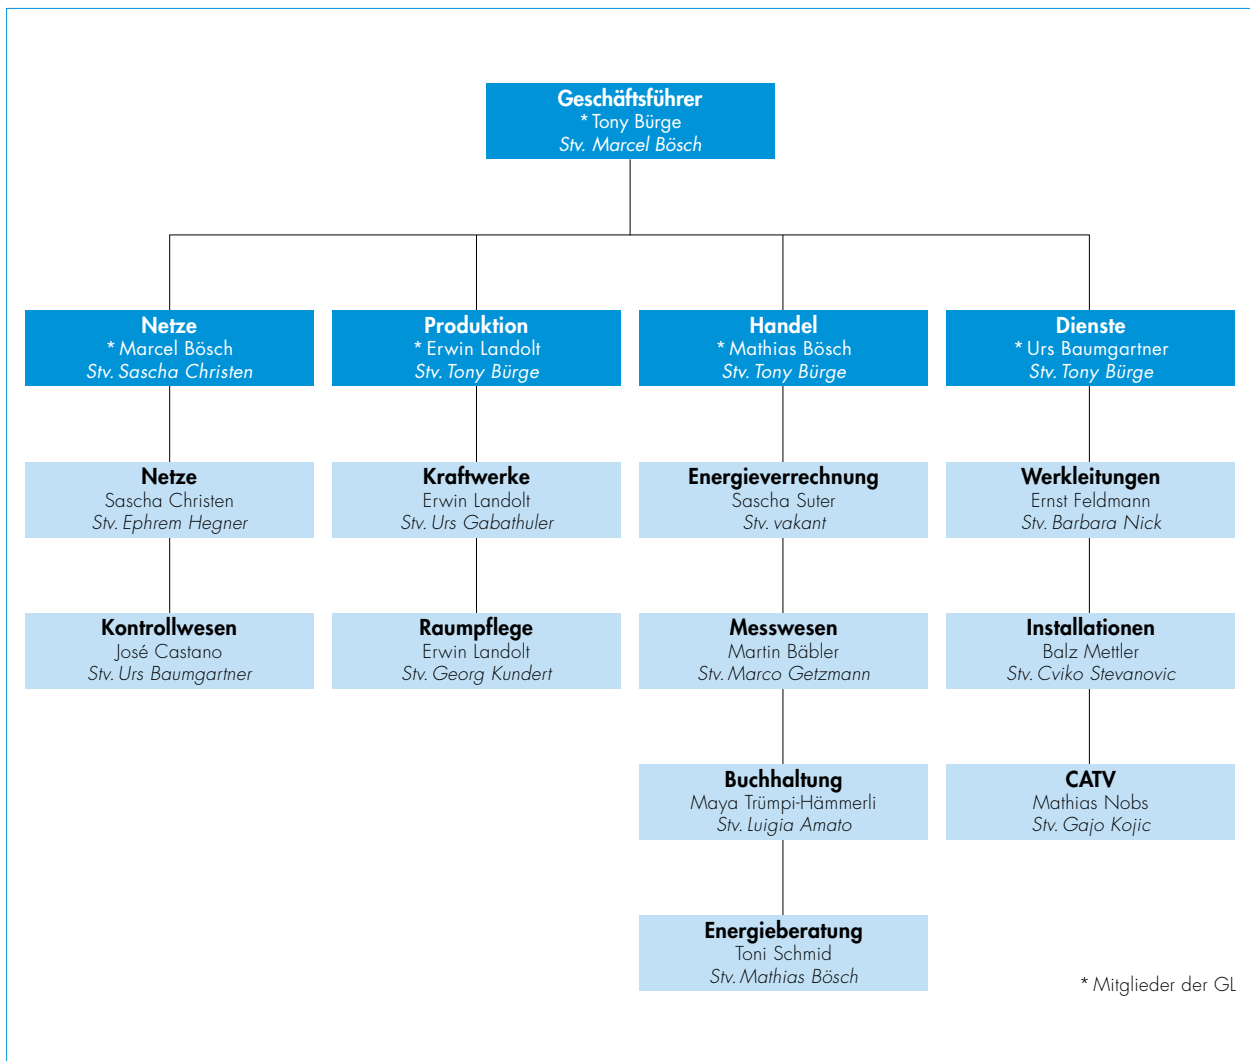 Geschäftsführer
* Tony Bürge
Stv. Marcel Bösch
Netze
* Marcel Bösch
Stv. Sascha Christen
Produktion
* Erwin Landolt
Stv. Tony Bürge
Handel
* Mathias Bösch
Stv. Tony Bürge
Dienste
* Urs Baumgartner
Stv. Tony Bürge
Netze
Sascha Christen
Stv. Ephrem Hegner
Kraftwerke
Erwin Landolt
Stv. Urs Gabathuler
Energieverrechnung
Sascha Suter
Stv. vakant
Werkleitungen
Ernst Feldmann
Stv. Barbara Nick
Kontrollwesen
José Castano
Stv. Urs Baumgartner
Raumpflege
Erwin Landolt
Stv. Georg Kundert
Messwesen
Martin Bäbler
Stv. Marco Getzmann
Installationen
Balz Mettler
Stv. Cviko Stevanovic
Buchhaltung
Maya Trümpi-Hämmerli
Stv. Luigia Amato
CATV
Mathias Nobs
Stv. Gajo Kojic
Energieberatung
Toni Schmid
Stv. Mathias Bösch
* Mitglieder der GL